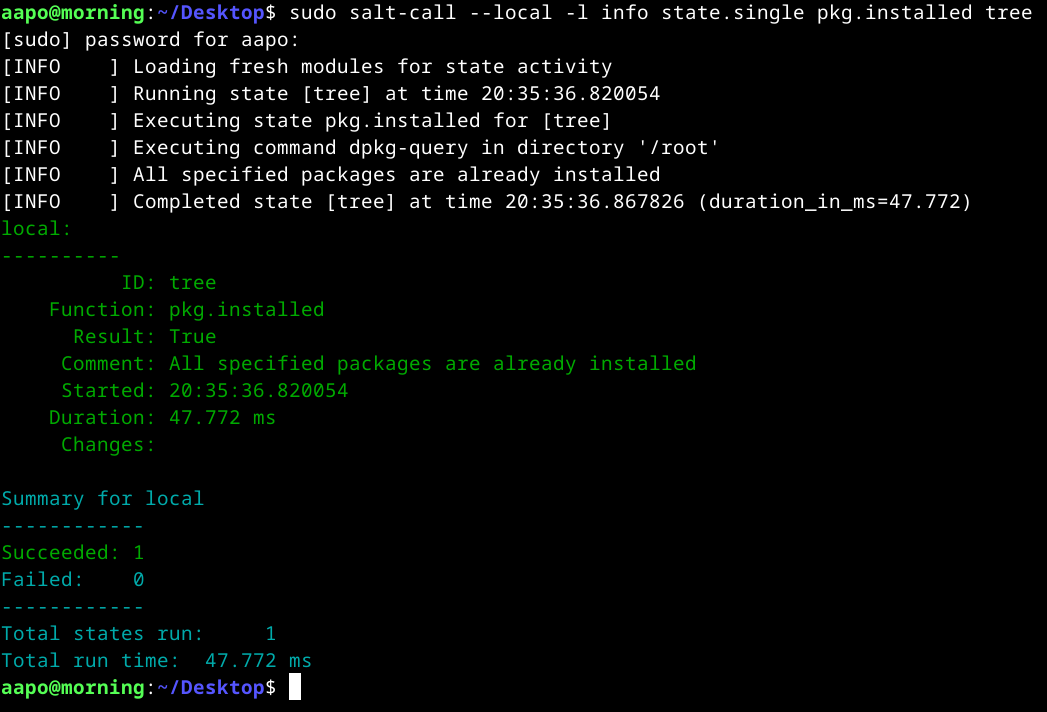 aapo@morning:~/Desktop$ sudo salt-call --local -l info state.single pkg.installed tree
[sudo] password for aapo:
[INFO    ] Loading fresh modules for state activity
[INFO    ] Running state [tree] at time 20:35:36.820054
[INFO    ] Executing state pkg.installed for [tree]
[INFO    ] Executing command dpkg-query in directory '/root'
[INFO    ] All specified packages are already installed
[INFO    ] Completed state [tree] at time 20:35:36.867826 (duration_in_ms=47.772)
local:
----------
          ID: tree
    Function: pkg.installed
      Result: True
     Comment: All specified packages are already installed
     Started: 20:35:36.820054
    Duration: 47.772 ms
     Changes:

Summary for local
------------
Succeeded: 1
Failed:    0
------------
Total states run:     1
Total run time:  47.772 ms
aapo@morning:~/Desktop$